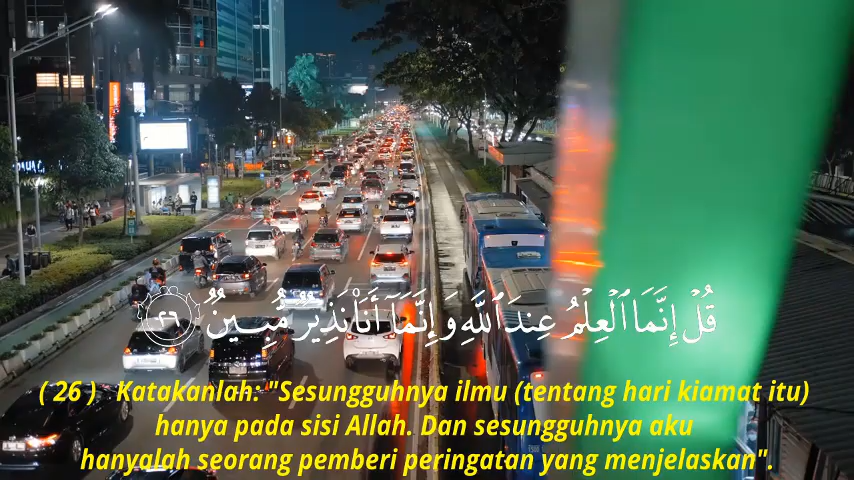 قُلْ إِنَّمَا ٱلْعِلْمُ عِندَ ٱللَّهِ وَإِنَّمَآ أَنَا۠ نَذِيرٌ مُّبِينٌ ٢٦
( 26 ) Katakanlah: "Sesungguhnya ilmu (tentang hari kiamat itu)
hanya pada sisi Allah. Dan sesungguhnya aku
hanyalah seorang pemberi peringatan yang menjelaskan".